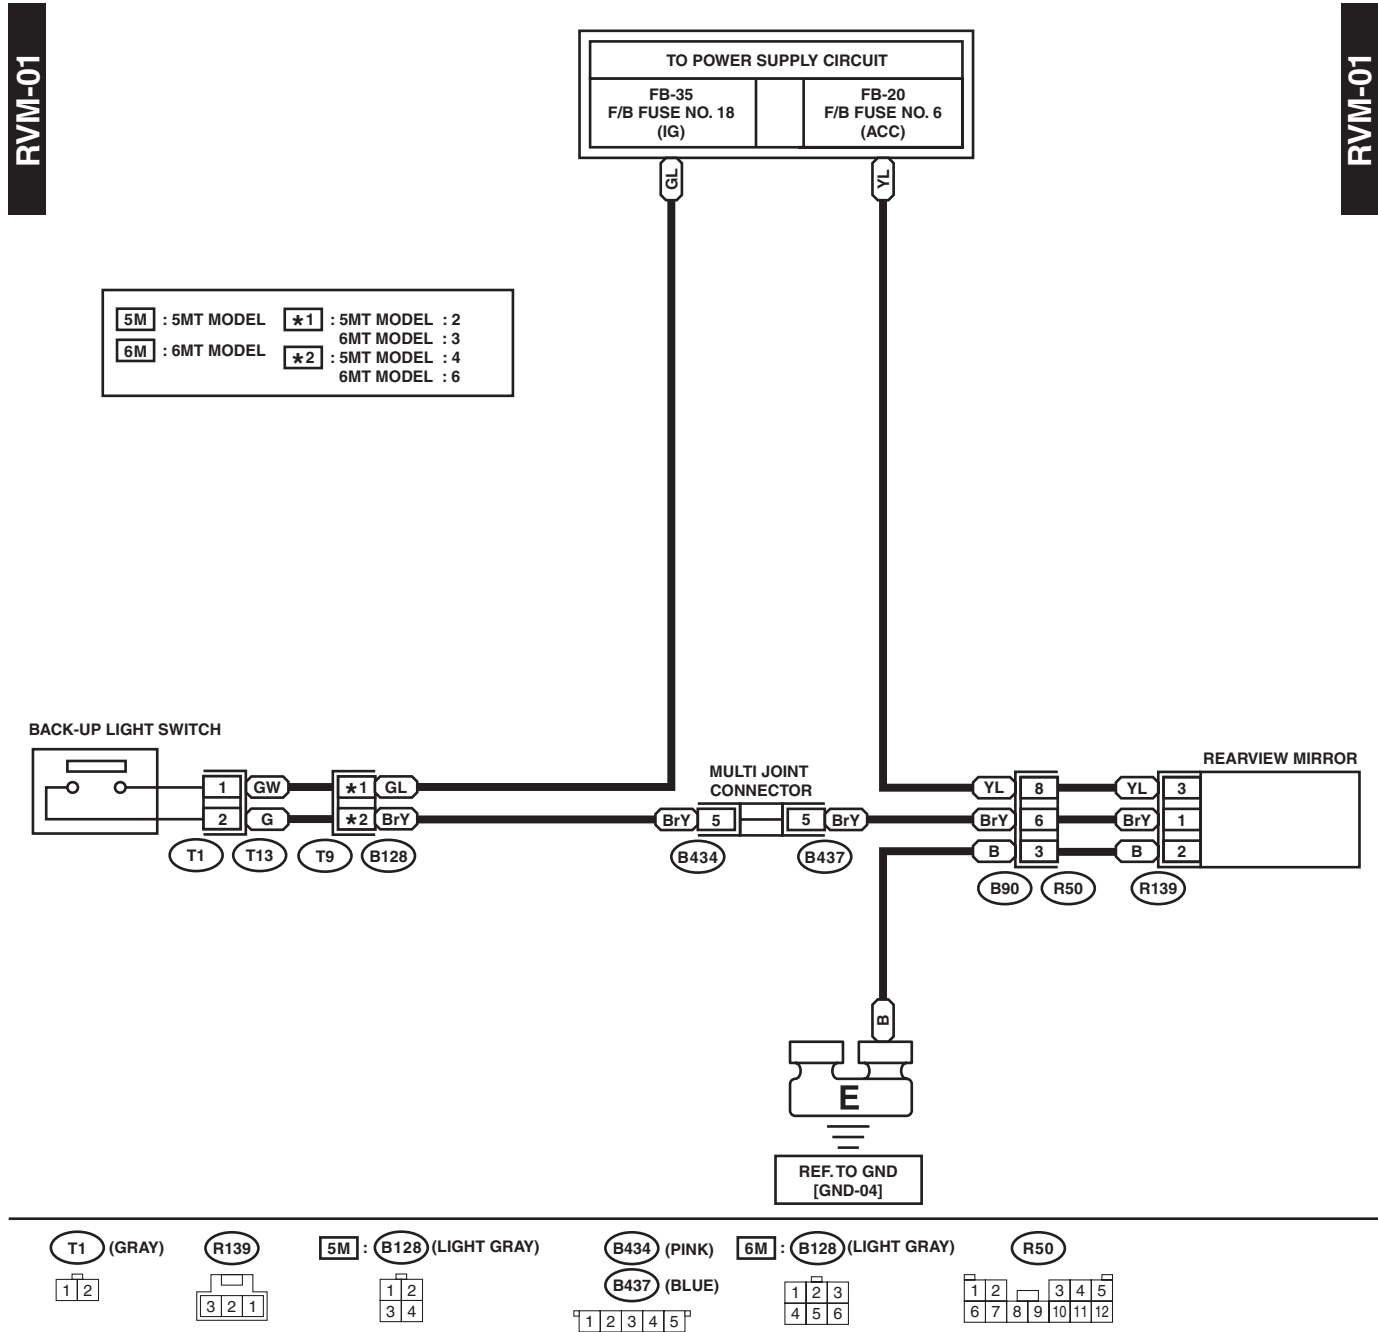 RVM-01
RVM-01
TO POWER SUPPLY CIRCUIT
FB-35
F/B FUSE NO. 18
(IG)
FB-20
F/B FUSE NO. 6
(ACC)
GL
YL
5M : 5MT MODEL
6M : 6MT MODEL
*1 : 5MT MODEL : 2
6MT MODEL : 3
*2 : 5MT MODEL : 4
6MT MODEL : 6
BACK-UP LIGHT SWITCH
MULTI JOINT
CONNECTOR
REARVIEW MIRROR
1 GW *1 GL
YL 8 YL 3
2 G *2 BrY
BrY 5 5 BrY
BrY 6 BrY 1
B 3 B 2
T1 T13 T9 B128
B434 B437
B90 R50 R139
B
E
REF. TO GND
[GND-04]
T1 (GRAY)
1 2
R139
3 2 1
5M : B128 (LIGHT GRAY)
1 2
3 4
B434 (PINK)
B437 (BLUE)
1 2 3 4 5
6M : B128 (LIGHT GRAY)
1 2 3
4 5 6
R50
1 2 3 4 5
6 7 8 9 10 11 12